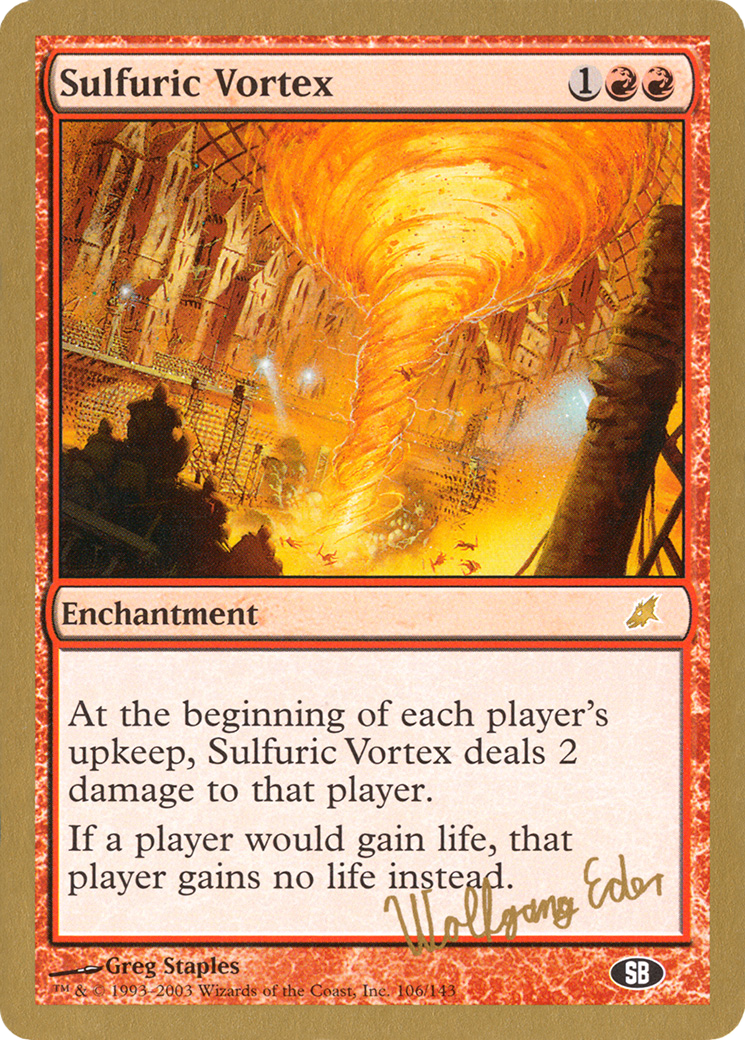 Sulfuric Vortex 1
Enchantment
At the beginning of each player's
upkeep, Sulfuric Vortex deals 2
damage to that player.
If a player would gain life, that
player gains no life instead.
Wolfgang Eder
Greg Staples
SB
™ & © 1993–2003 Wizards of the Coast, Inc. 106/143